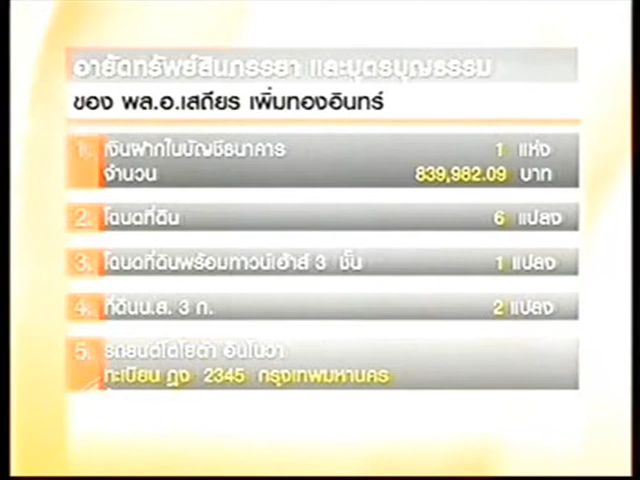 อายัดทรัพย์สินภรรยา และบุตรบุญธรรม
ของ พล.อ.เสถียร เพิ่มทองอินทร์
1. เงินฝากในบัญชีธนาคาร 1 แห่ง
จำนวน 839,982.09 บาท
2. โฉนดที่ดิน 6 แปลง
3. โฉนดที่ดินพร้อมทาวน์เฮ้าส์ 3 ชั้น 1 แปลง
4. ที่ดินน.ส. 3 ก. 2 แปลง
5. รถยนต์โตโยต้า อินโนวา
ทะเบียน ฎง 2345 กรุงเทพมหานคร